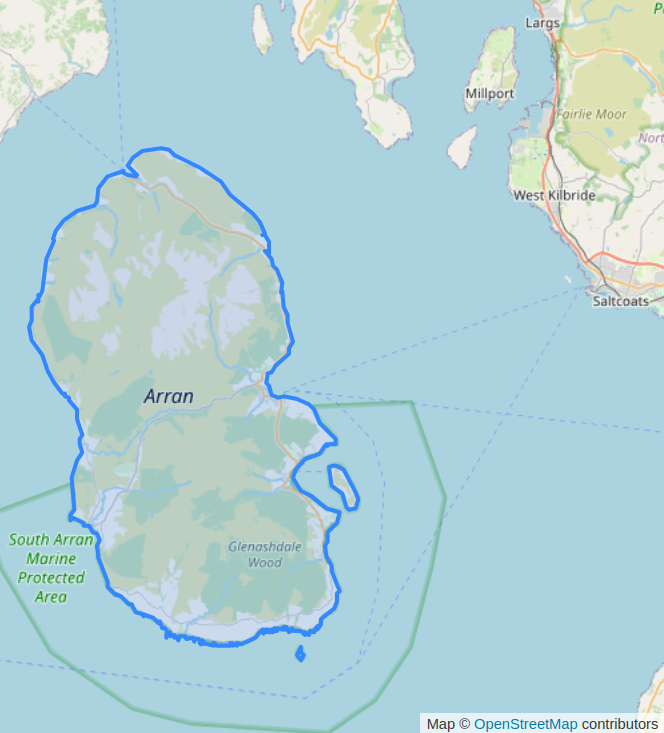 Largs
P
Millport
Fairlie Moor
Nort
West Kilbride
Saltcoats
Arran
South Arran
Marine
Protected
Area
Glenashdale
Wood
Map © OpenStreetMap contributors